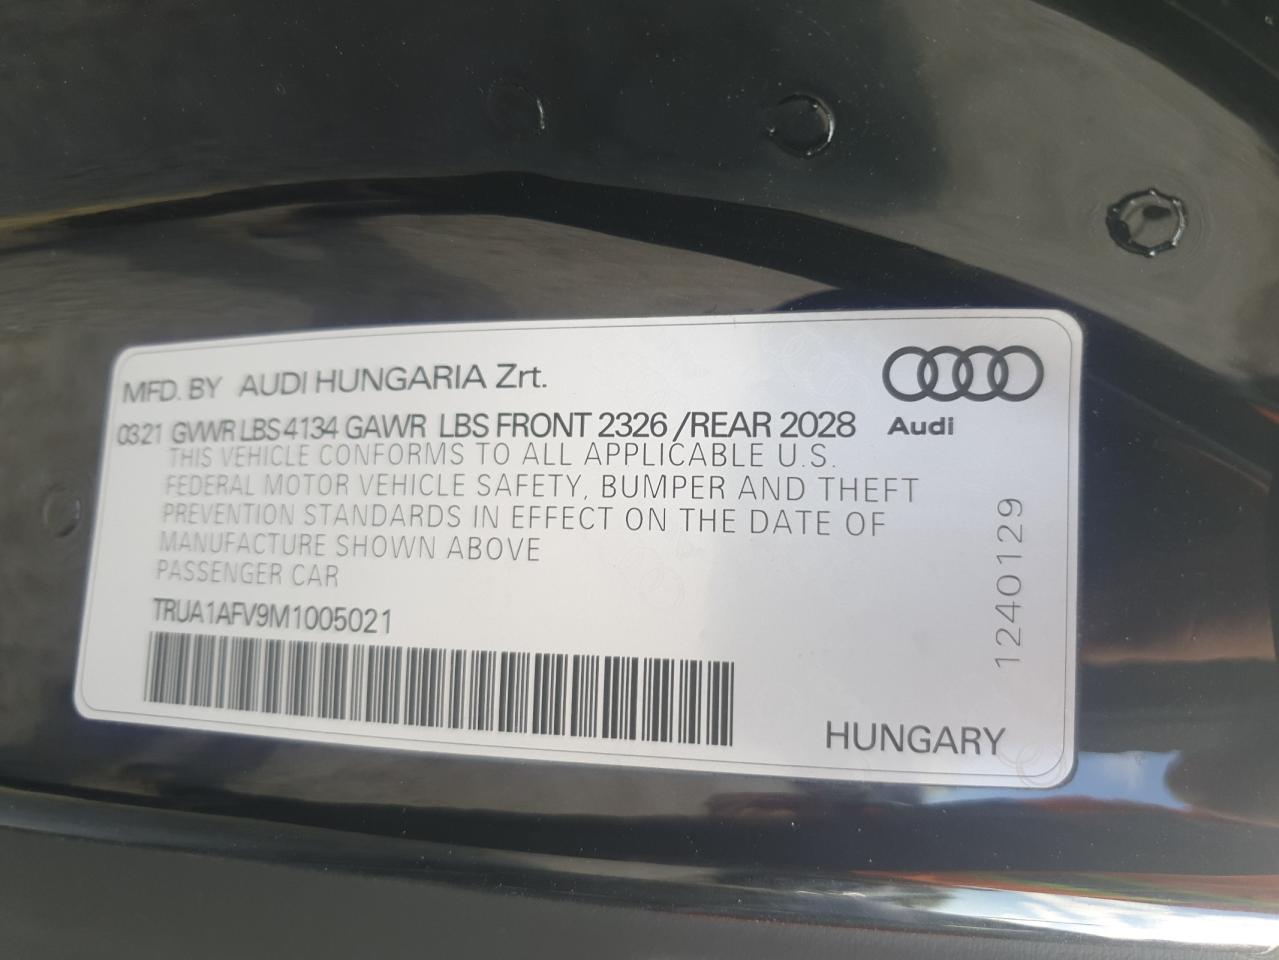 MFD. BY AUDI HUNGARIA Zrt.
0321 GVWR LBS 4134 GAWR LBS FRONT 2326 /REAR 2028
Audi
THIS VEHICLE CONFORMS TO ALL APPLICABLE U.S.
FEDERAL MOTOR VEHICLE SAFETY, BUMPER AND THEFT
PREVENTION STANDARDS IN EFFECT ON THE DATE OF
MANUFACTURE SHOWN ABOVE
PASSENGER CAR
TRUA1AFV9M1005021
1240129
HUNGARY